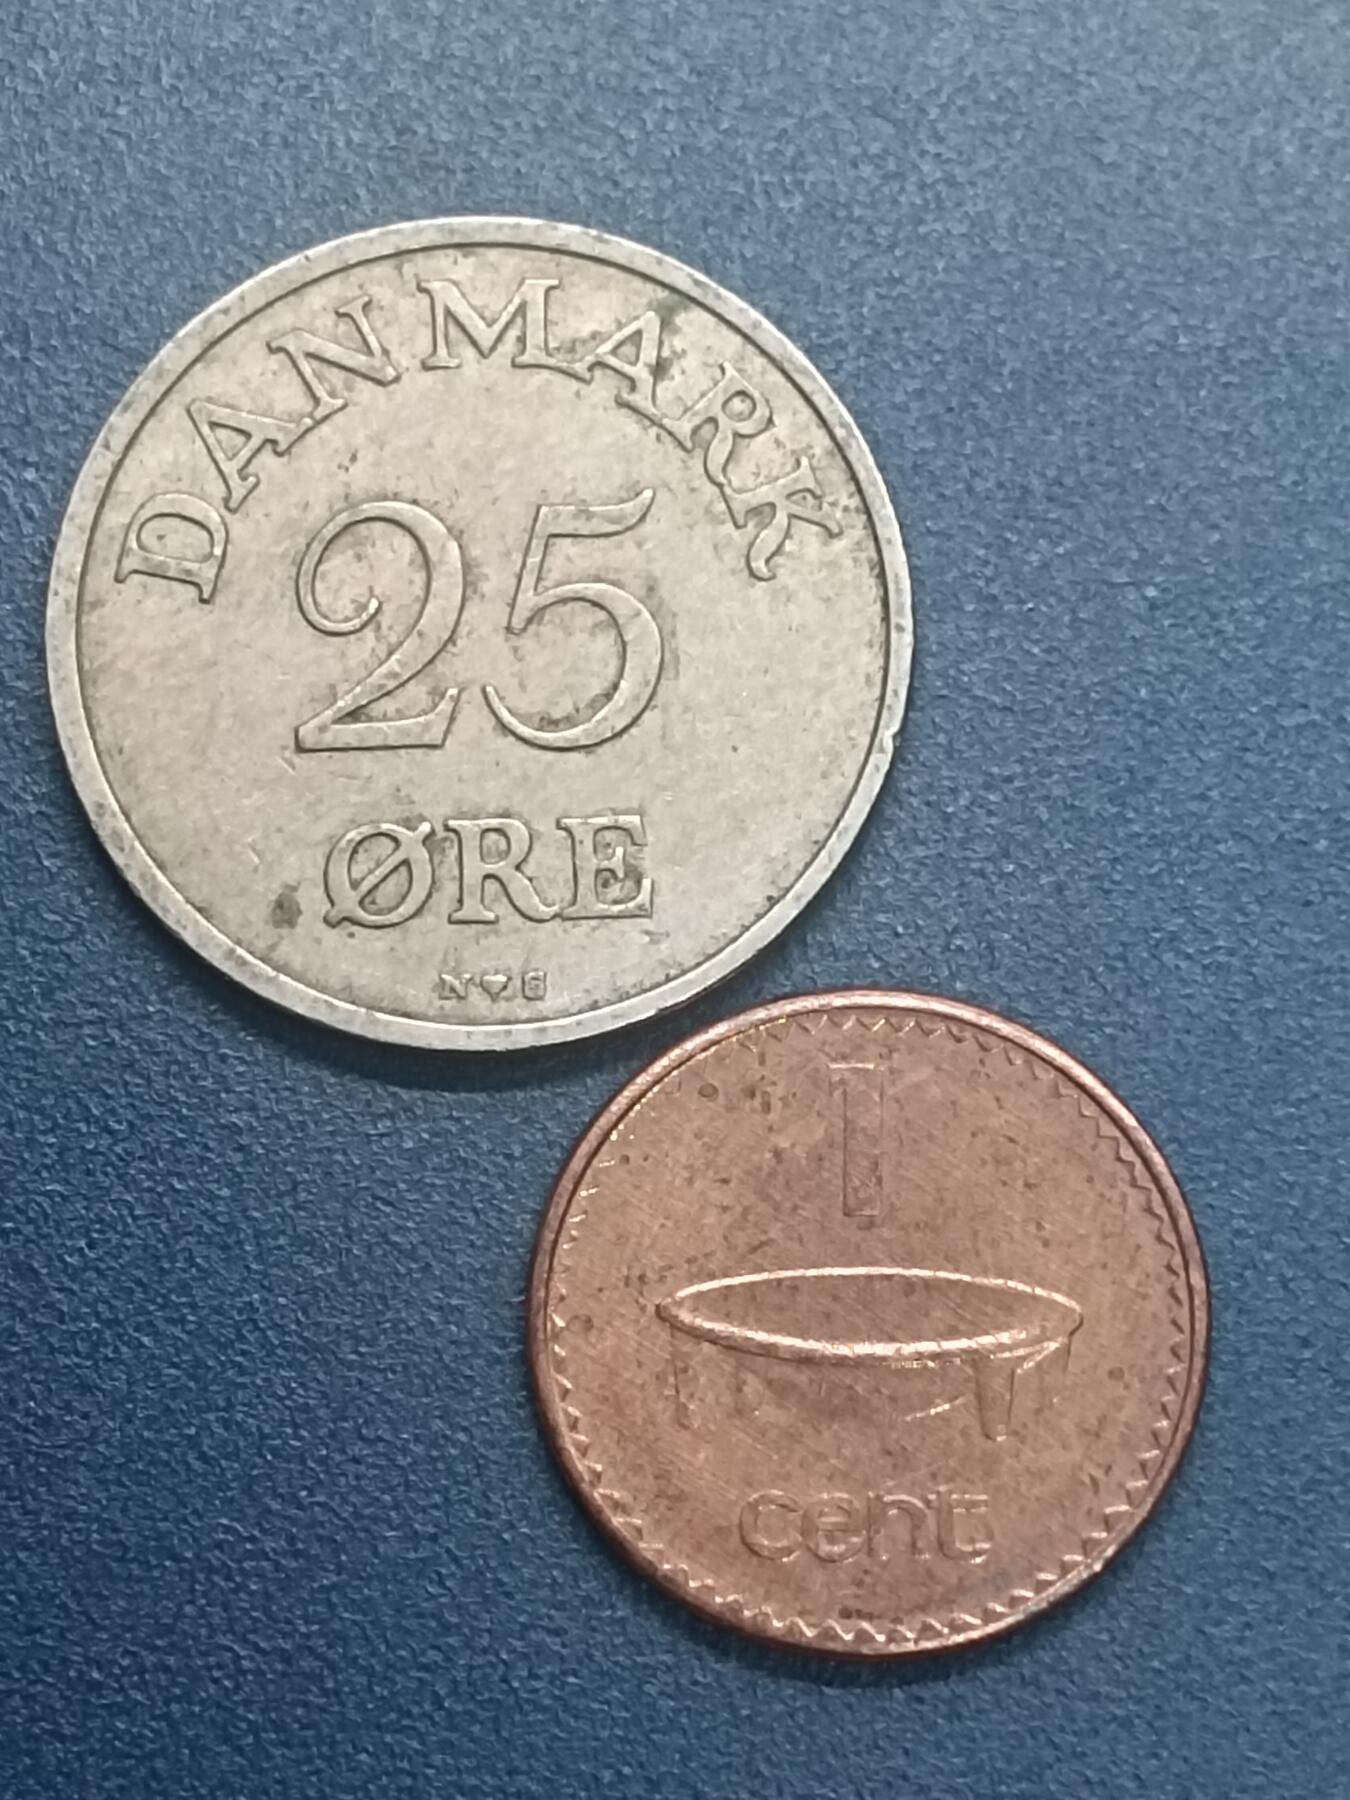 DANMARK
25
ØRE
N♥S
1
cent